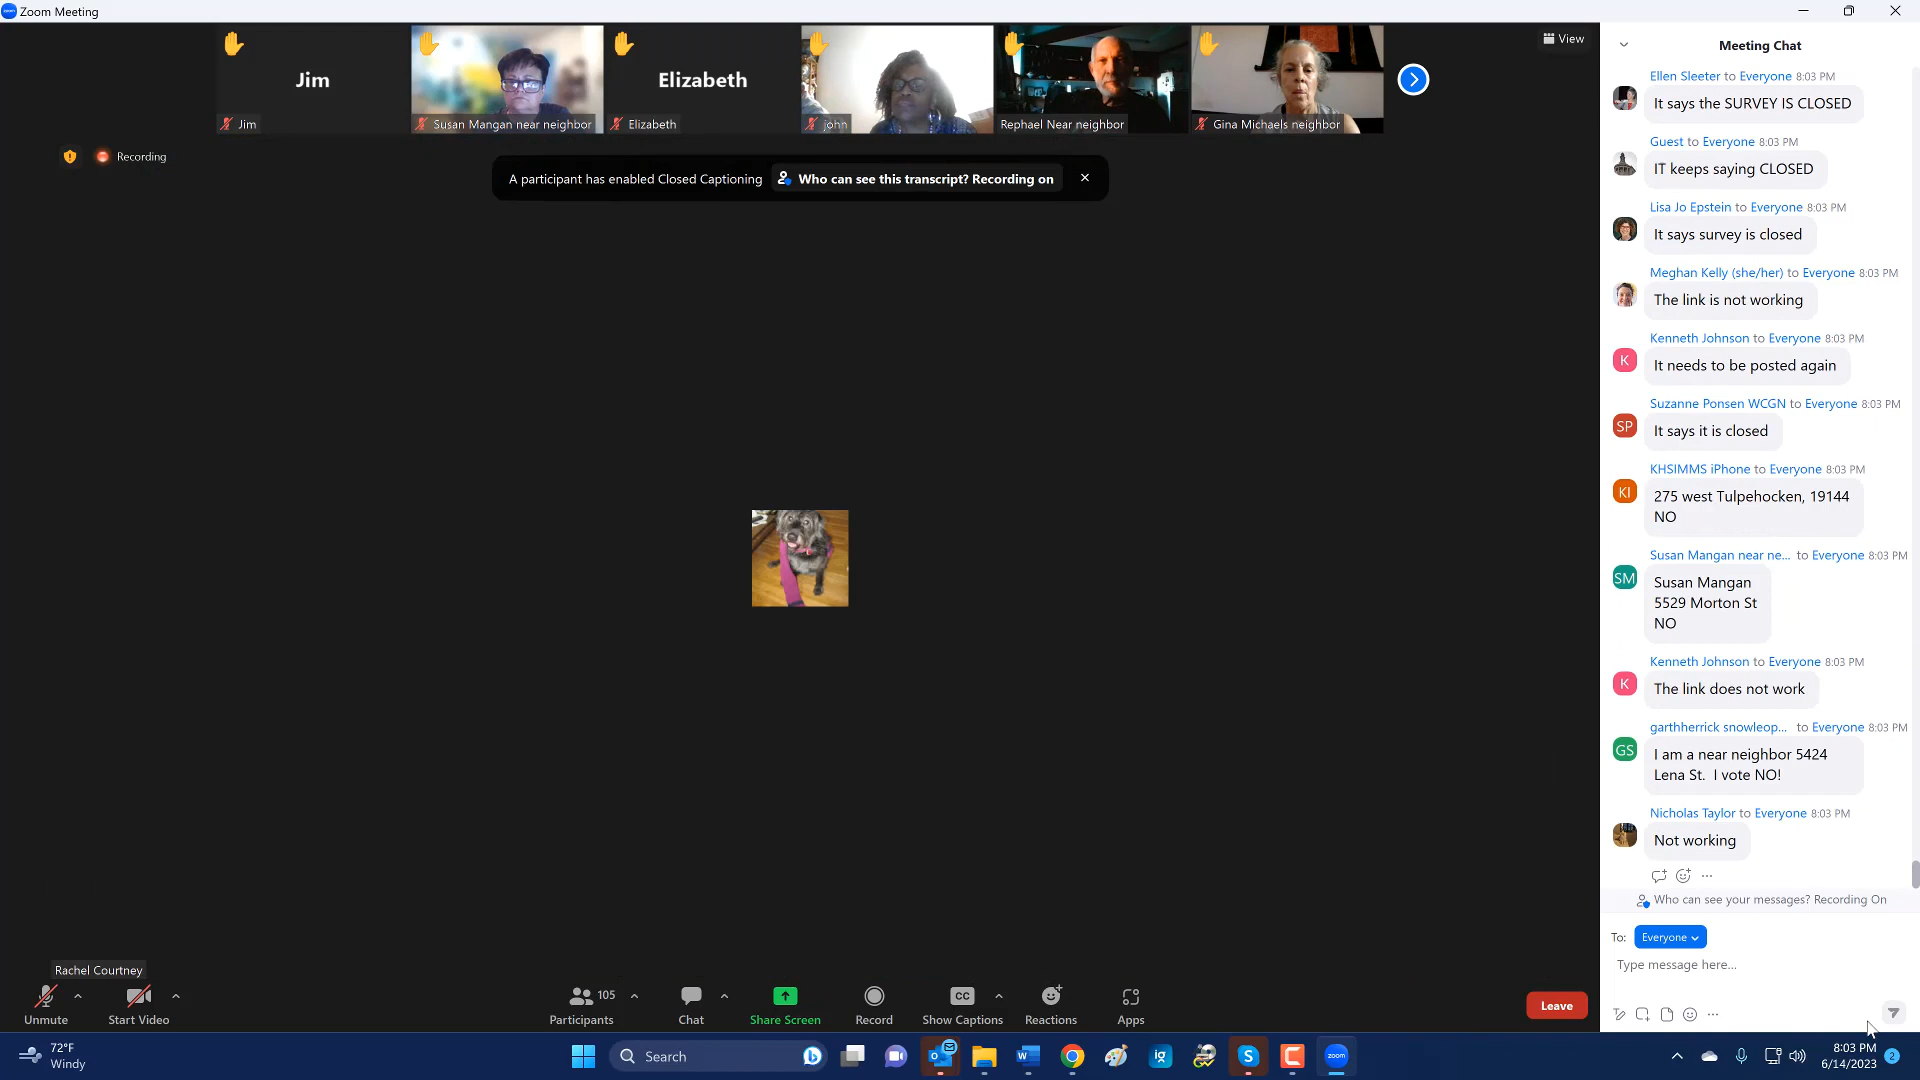 Zoom Meeting
Jim
Elizabeth
Jim
Susan Mangan near neighbor
Elizabeth
john
Rephael Near neighbor
Gina Michaels neighbor
View
Recording
A participant has enabled Closed Captioning
Who can see this transcript? Recording on
Meeting Chat
Ellen Sleeter to Everyone 8:03 PM
It says the SURVEY IS CLOSED
Guest to Everyone 8:03 PM
IT keeps saying CLOSED
Lisa Jo Epstein to Everyone 8:03 PM
It says survey is closed
Meghan Kelly (she/her) to Everyone 8:03 PM
The link is not working
Kenneth Johnson to Everyone 8:03 PM
K
It needs to be posted again
Suzanne Ponsen WCGN to Everyone 8:03 PM
SP
It says it is closed
KHSIMMS iPhone to Everyone 8:03 PM
KI
275 west Tulpehocken, 19144
NO
Susan Mangan near ne... to Everyone 8:03 PM
SM
Susan Mangan
5529 Morton St
NO
Kenneth Johnson to Everyone 8:03 PM
K
The link does not work
garthherrick snowleop... to Everyone 8:03 PM
GS
I am a near neighbor 5424
Lena St.  I vote NO!
Nicholas Taylor to Everyone 8:03 PM
Not working
Who can see your messages? Recording On
To: Everyone
Type message here...
Rachel Courtney
Unmute
Start Video
105
Participants
Chat
Share Screen
Record
CC
Show Captions
Reactions
Apps
Leave
72°F
Windy
Search
zoom
8:03 PM
6/14/2023
2